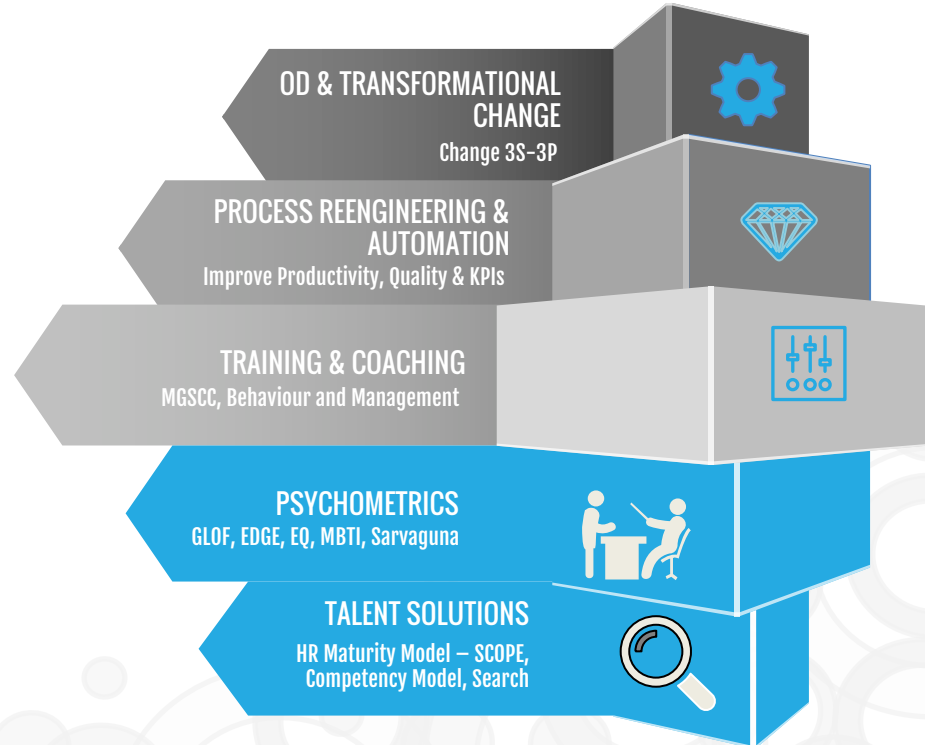 OD & TRANSFORMATIONAL
CHANGE
Change 3S-3P
PROCESS REENGINEERING &
AUTOMATION
Improve Productivity, Quality & KPIs
TRAINING & COACHING
MGSCC, Behaviour and Management
PSYCHOMETRICS
GLOF, EDGE, EQ, MBTI, Sarvaguna
TALENT SOLUTIONS
HR Maturity Model – SCOPE,
Competency Model, Search